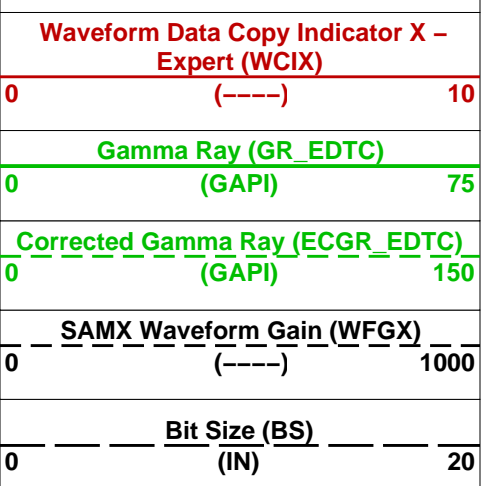 Waveform Data Copy Indicator X –
Expert (WCIX)
0 (−−−−) 10
Gamma Ray (GR_EDTC)
0 (GAPI) 75
Corrected Gamma Ray (ECGR_EDTC)
0 (GAPI) 150
SAMX Waveform Gain (WFGX)
0 (−−−−) 1000
Bit Size (BS)
0 (IN) 20